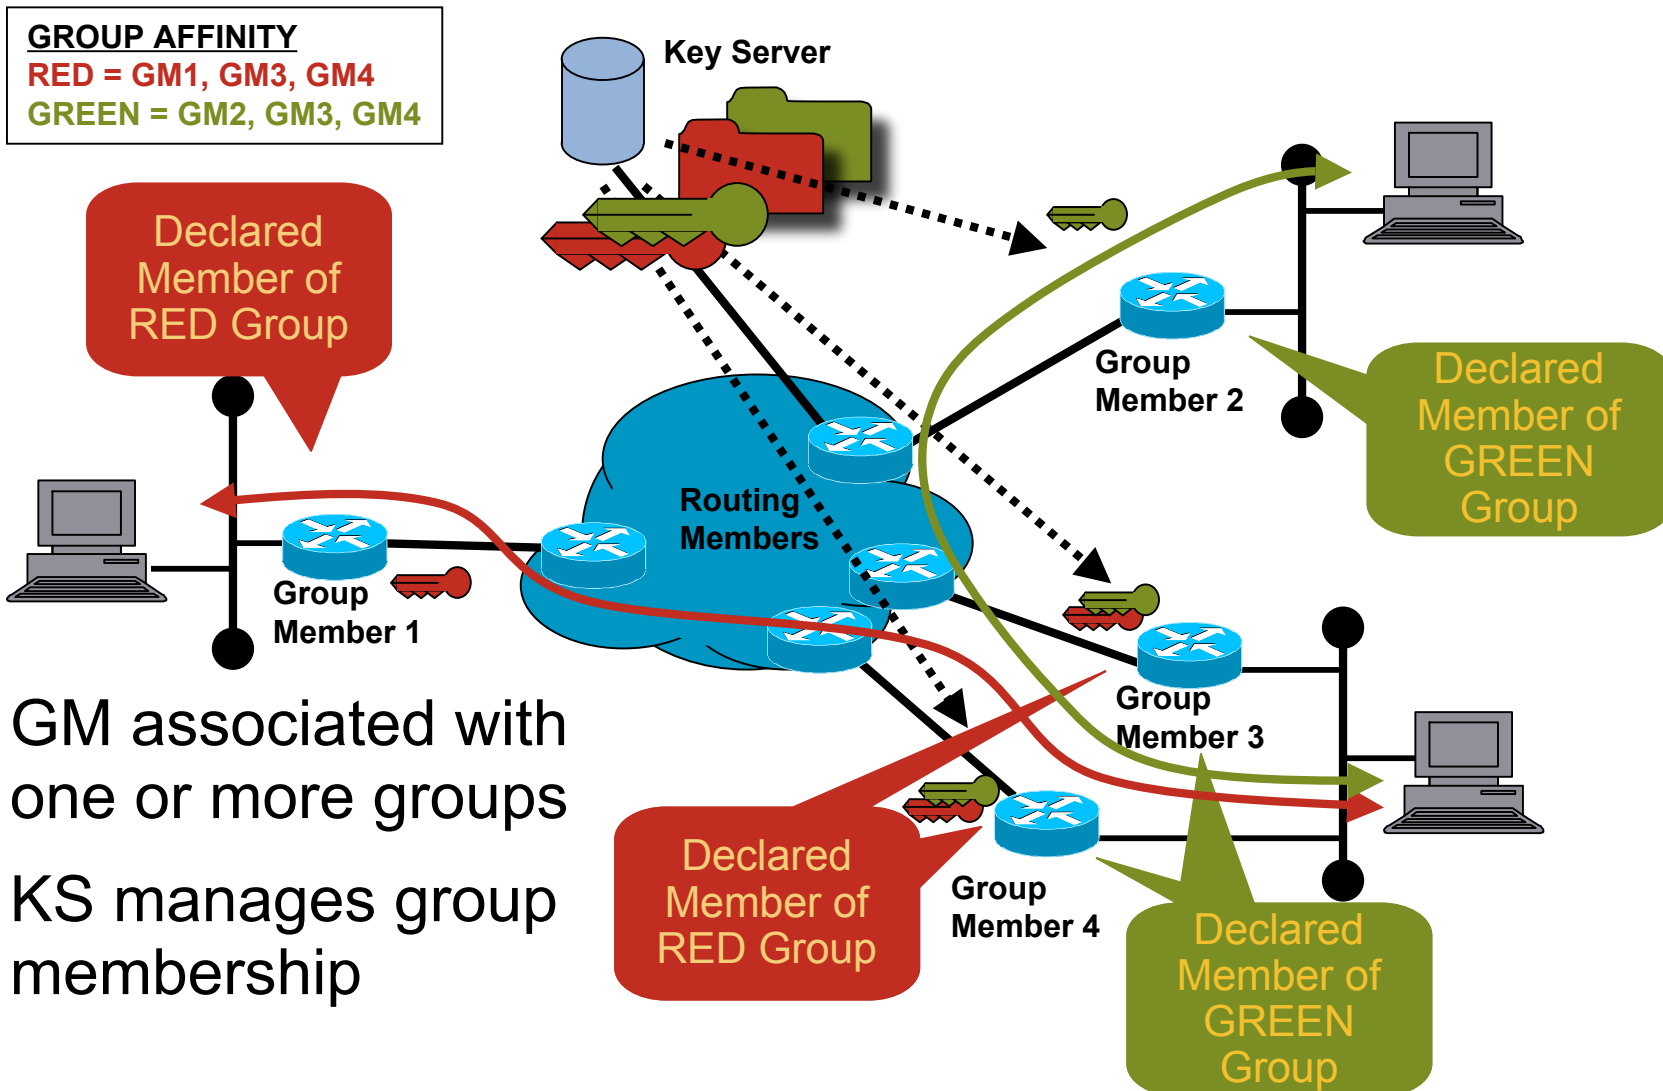 GROUP AFFINITY
RED = GM1, GM3, GM4
GREEN = GM2, GM3, GM4
Key Server
Declared
Member of
RED Group
Group
Member 2
Declared
Member of
GREEN
Group
Routing
Members
Group
Member 1
Group
Member 3
GM associated with
one or more groups
KS manages group
membership
Declared
Member of
RED Group
Group
Member 4
Declared
Member of
GREEN
Group